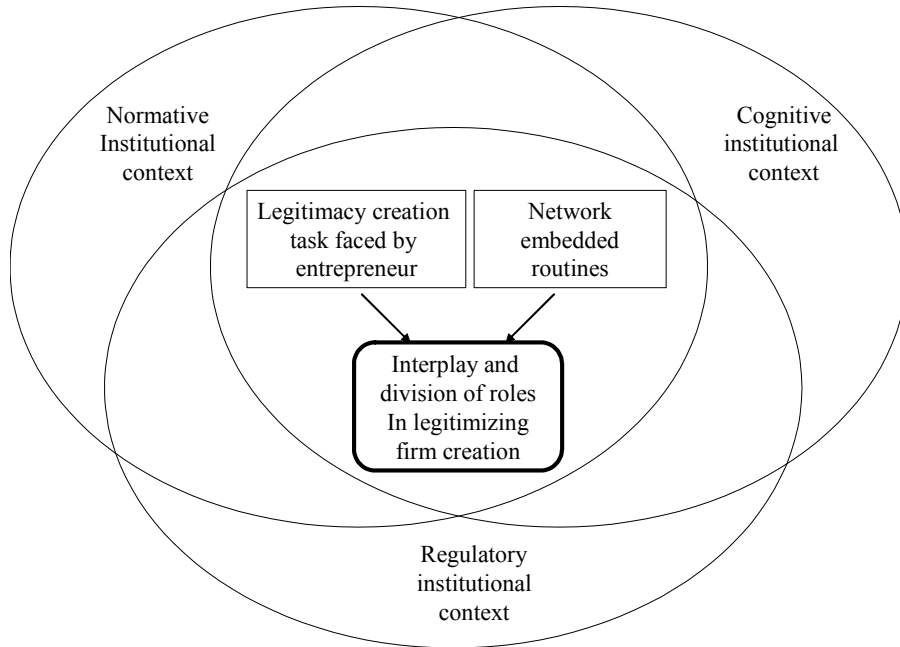 Normative
Institutional
context
Cognitive
institutional
context
Legitimacy creation
task faced by
entrepreneur
Network
embedded
routines
Interplay and
division of roles
In legitimizing
firm creation
Regulatory
institutional
context